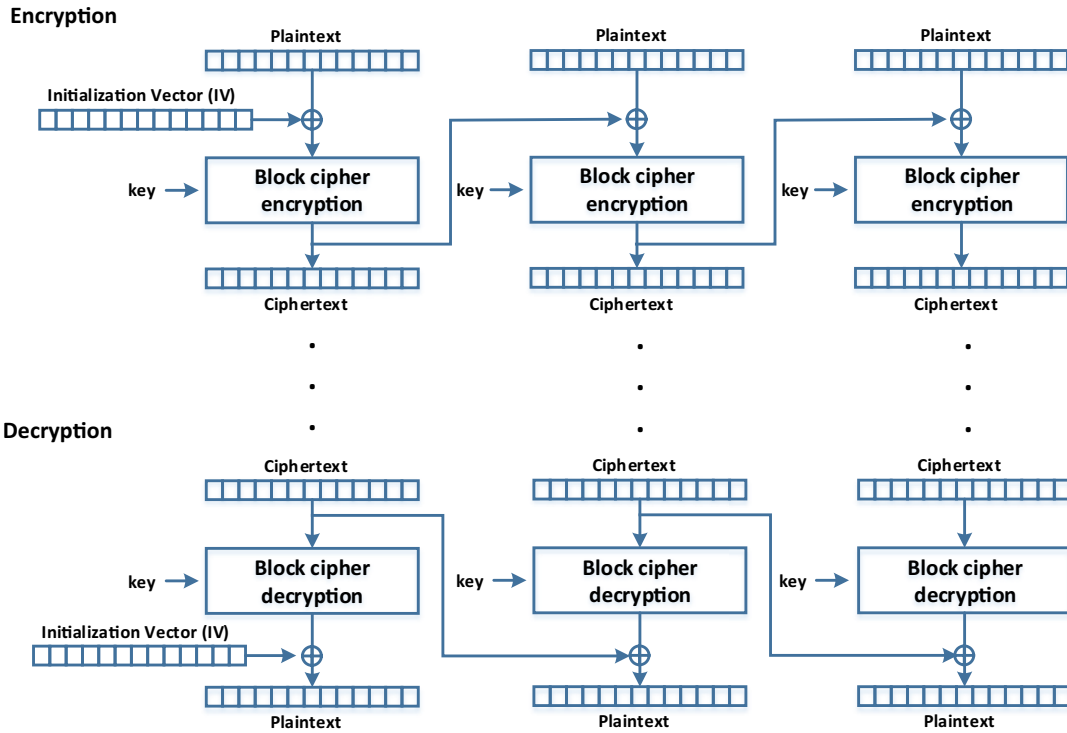 Encryption
Plaintext
Plaintext
Plaintext
Initialization Vector (IV)
key
Block cipher
encryption
key
Block cipher
encryption
key
Block cipher
encryption
Ciphertext
Ciphertext
Ciphertext
Decryption
Ciphertext
Ciphertext
Ciphertext
key
Block cipher
decryption
key
Block cipher
decryption
key
Block cipher
decryption
Initialization Vector (IV)
Plaintext
Plaintext
Plaintext